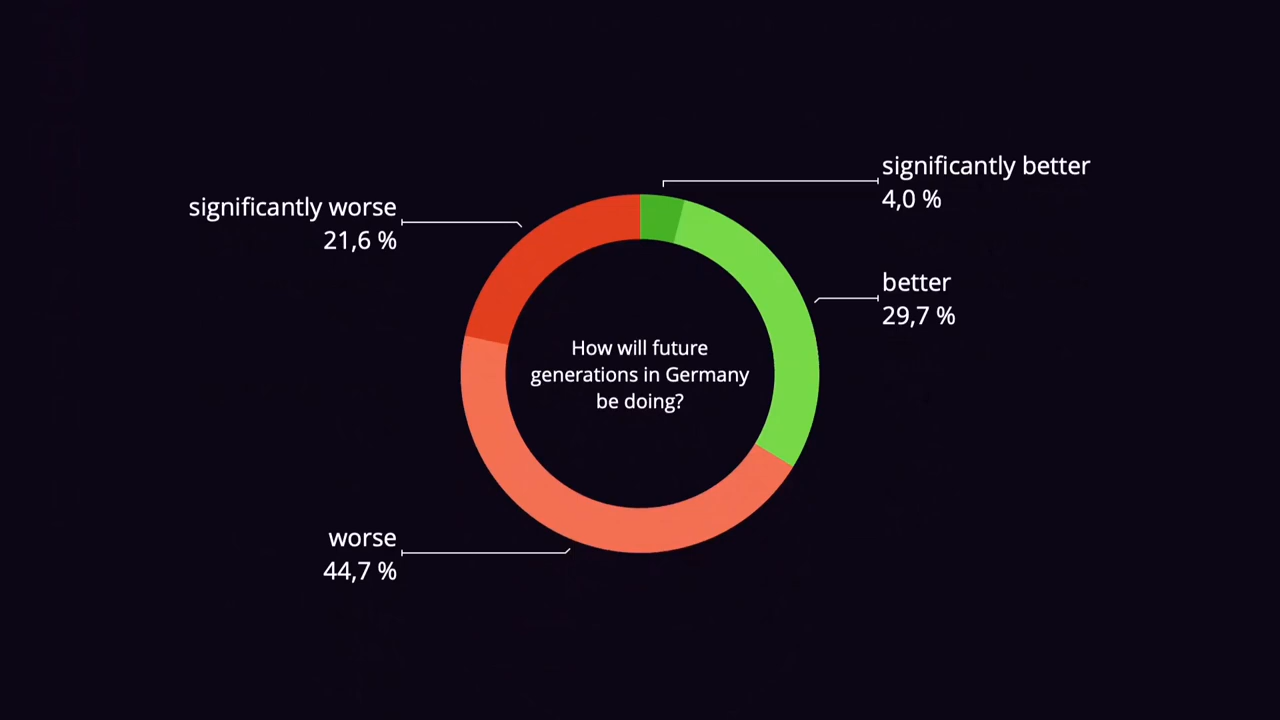 significantly better
4,0 %
significantly worse
21,6 %
better
29,7 %
How will future
generations in Germany
be doing?
worse
44,7 %